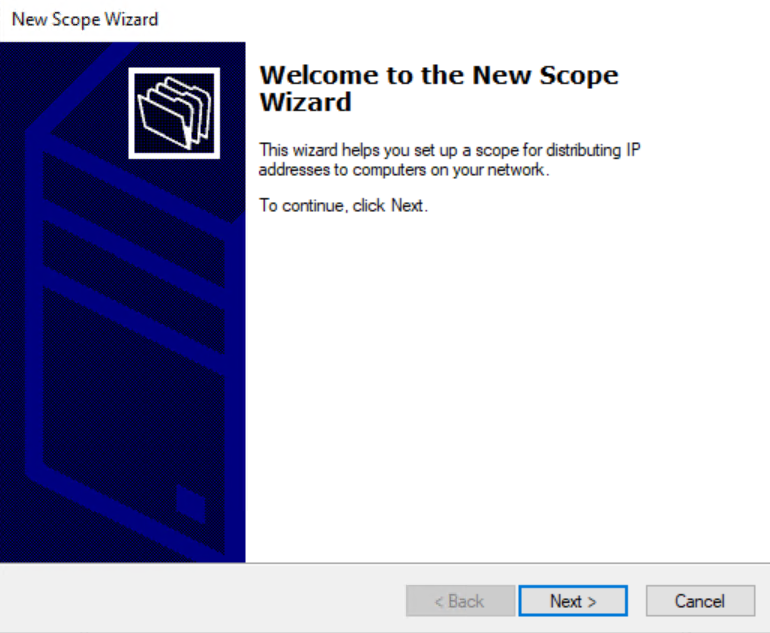 New Scope Wizard
Welcome to the New Scope
Wizard
This wizard helps you set up a scope for distributing IP
addresses to computers on your network.
To continue, click Next.
< Back
Next >
Cancel